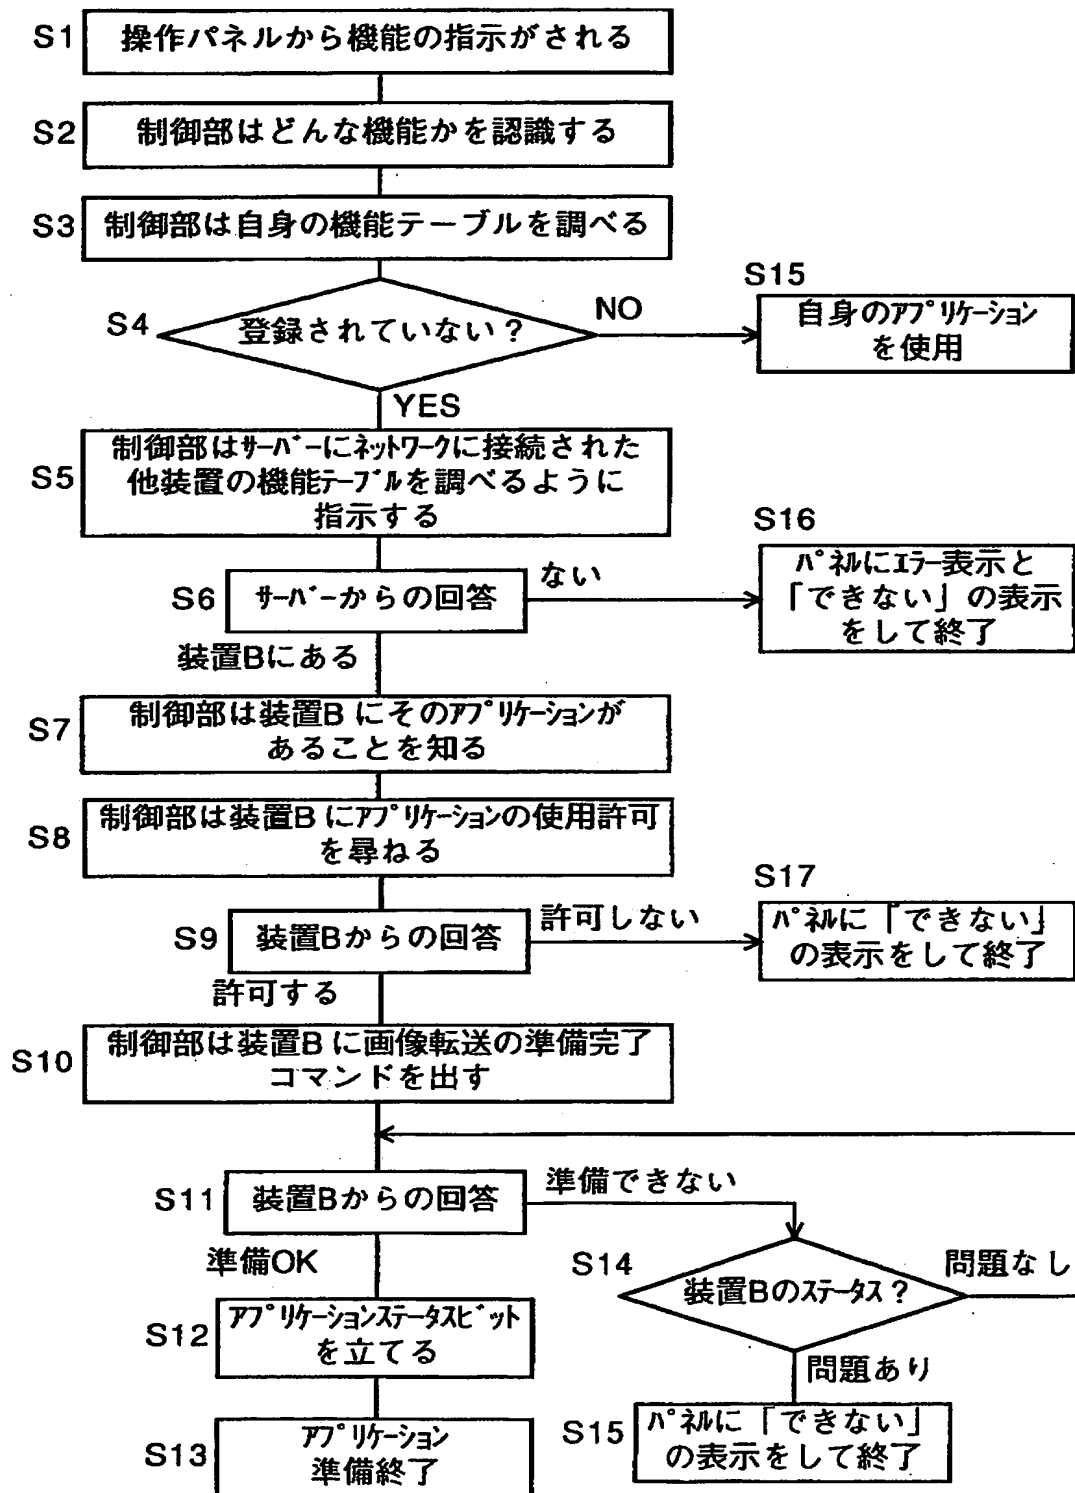 S1
操作パネルから機能の指示がされる
S2
制御部はどんな機能かを認識する
S3
制御部は自身の機能テーブルを調べる
S4
登録されていない？
NO
S15
自身のｱﾌﾟﾘｹｰｼｮﾝ
を使用
YES
S5
制御部はｻｰﾊﾞｰにﾈｯﾄﾜｰｸに接続された
他装置の機能ﾃｰﾌﾞﾙを調べるように
指示する
S6
ｻｰﾊﾞｰからの回答
ない
S16
ﾊﾟﾈﾙにｴﾗｰ表示と
「できない」の表示
をして終了
装置Bにある
S7
制御部は装置Bにそのｱﾌﾟﾘｹｰｼｮﾝが
あることを知る
S8
制御部は装置Bにｱﾌﾟﾘｹｰｼｮﾝの使用許可
を尋ねる
S9
装置Bからの回答
許可しない
S17
ﾊﾟﾈﾙに「できない」
の表示をして終了
許可する
S10
制御部は装置Bに画像転送の準備完了
コマンドを出す
S11
装置Bからの回答
準備できない
準備OK
S14
装置Bのｽﾃｰﾀｽ？
問題なし
S12
ｱﾌﾟﾘｹｰｼｮﾝｽﾃｰﾀｽﾋﾞｯﾄ
を立てる
問題あり
S15
ﾊﾟﾈﾙに「できない」
の表示をして終了
S13
ｱﾌﾟﾘｹｰｼｮﾝ
準備終了